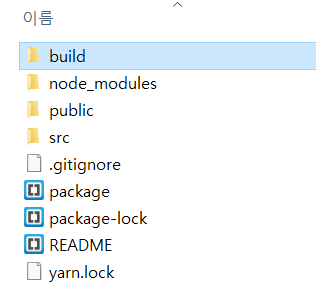 이름
build
node_modules
public
src
.gitignore
package
package-lock
README
yarn.lock